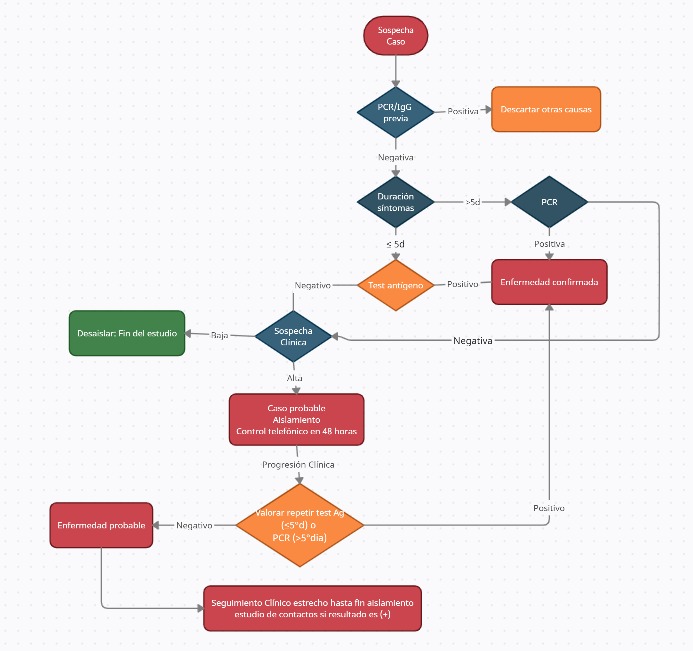 Sospecha
Caso
PCR/IgG
previa
Positiva
Descartar otras causas
Negativa
Duración
síntomas
>5d
PCR
≤ 5d
Positiva
Negativo
Test antígeno
Positivo
Enfermedad confirmada
Desaislar: Fin del estudio
Baja
Sospecha
Clínica
Negativa
Alta
Caso probable
Aislamiento
Control telefónico en 48 horas
Progresión Clínica
Valorar repetir test Ag
(≤5ºd) o
PCR (>5ºdía)
Positivo
Enfermedad probable
Negativo
Seguimiento Clínico estrecho hasta fin aislamiento
estudio de contactos si resultado es (+)